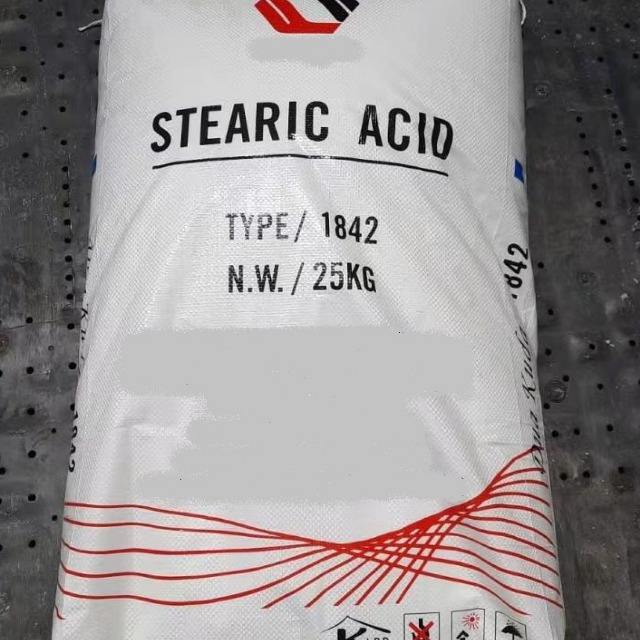 STEARIC ACID
TYPE/ 1842
N.W. / 25KG
1842